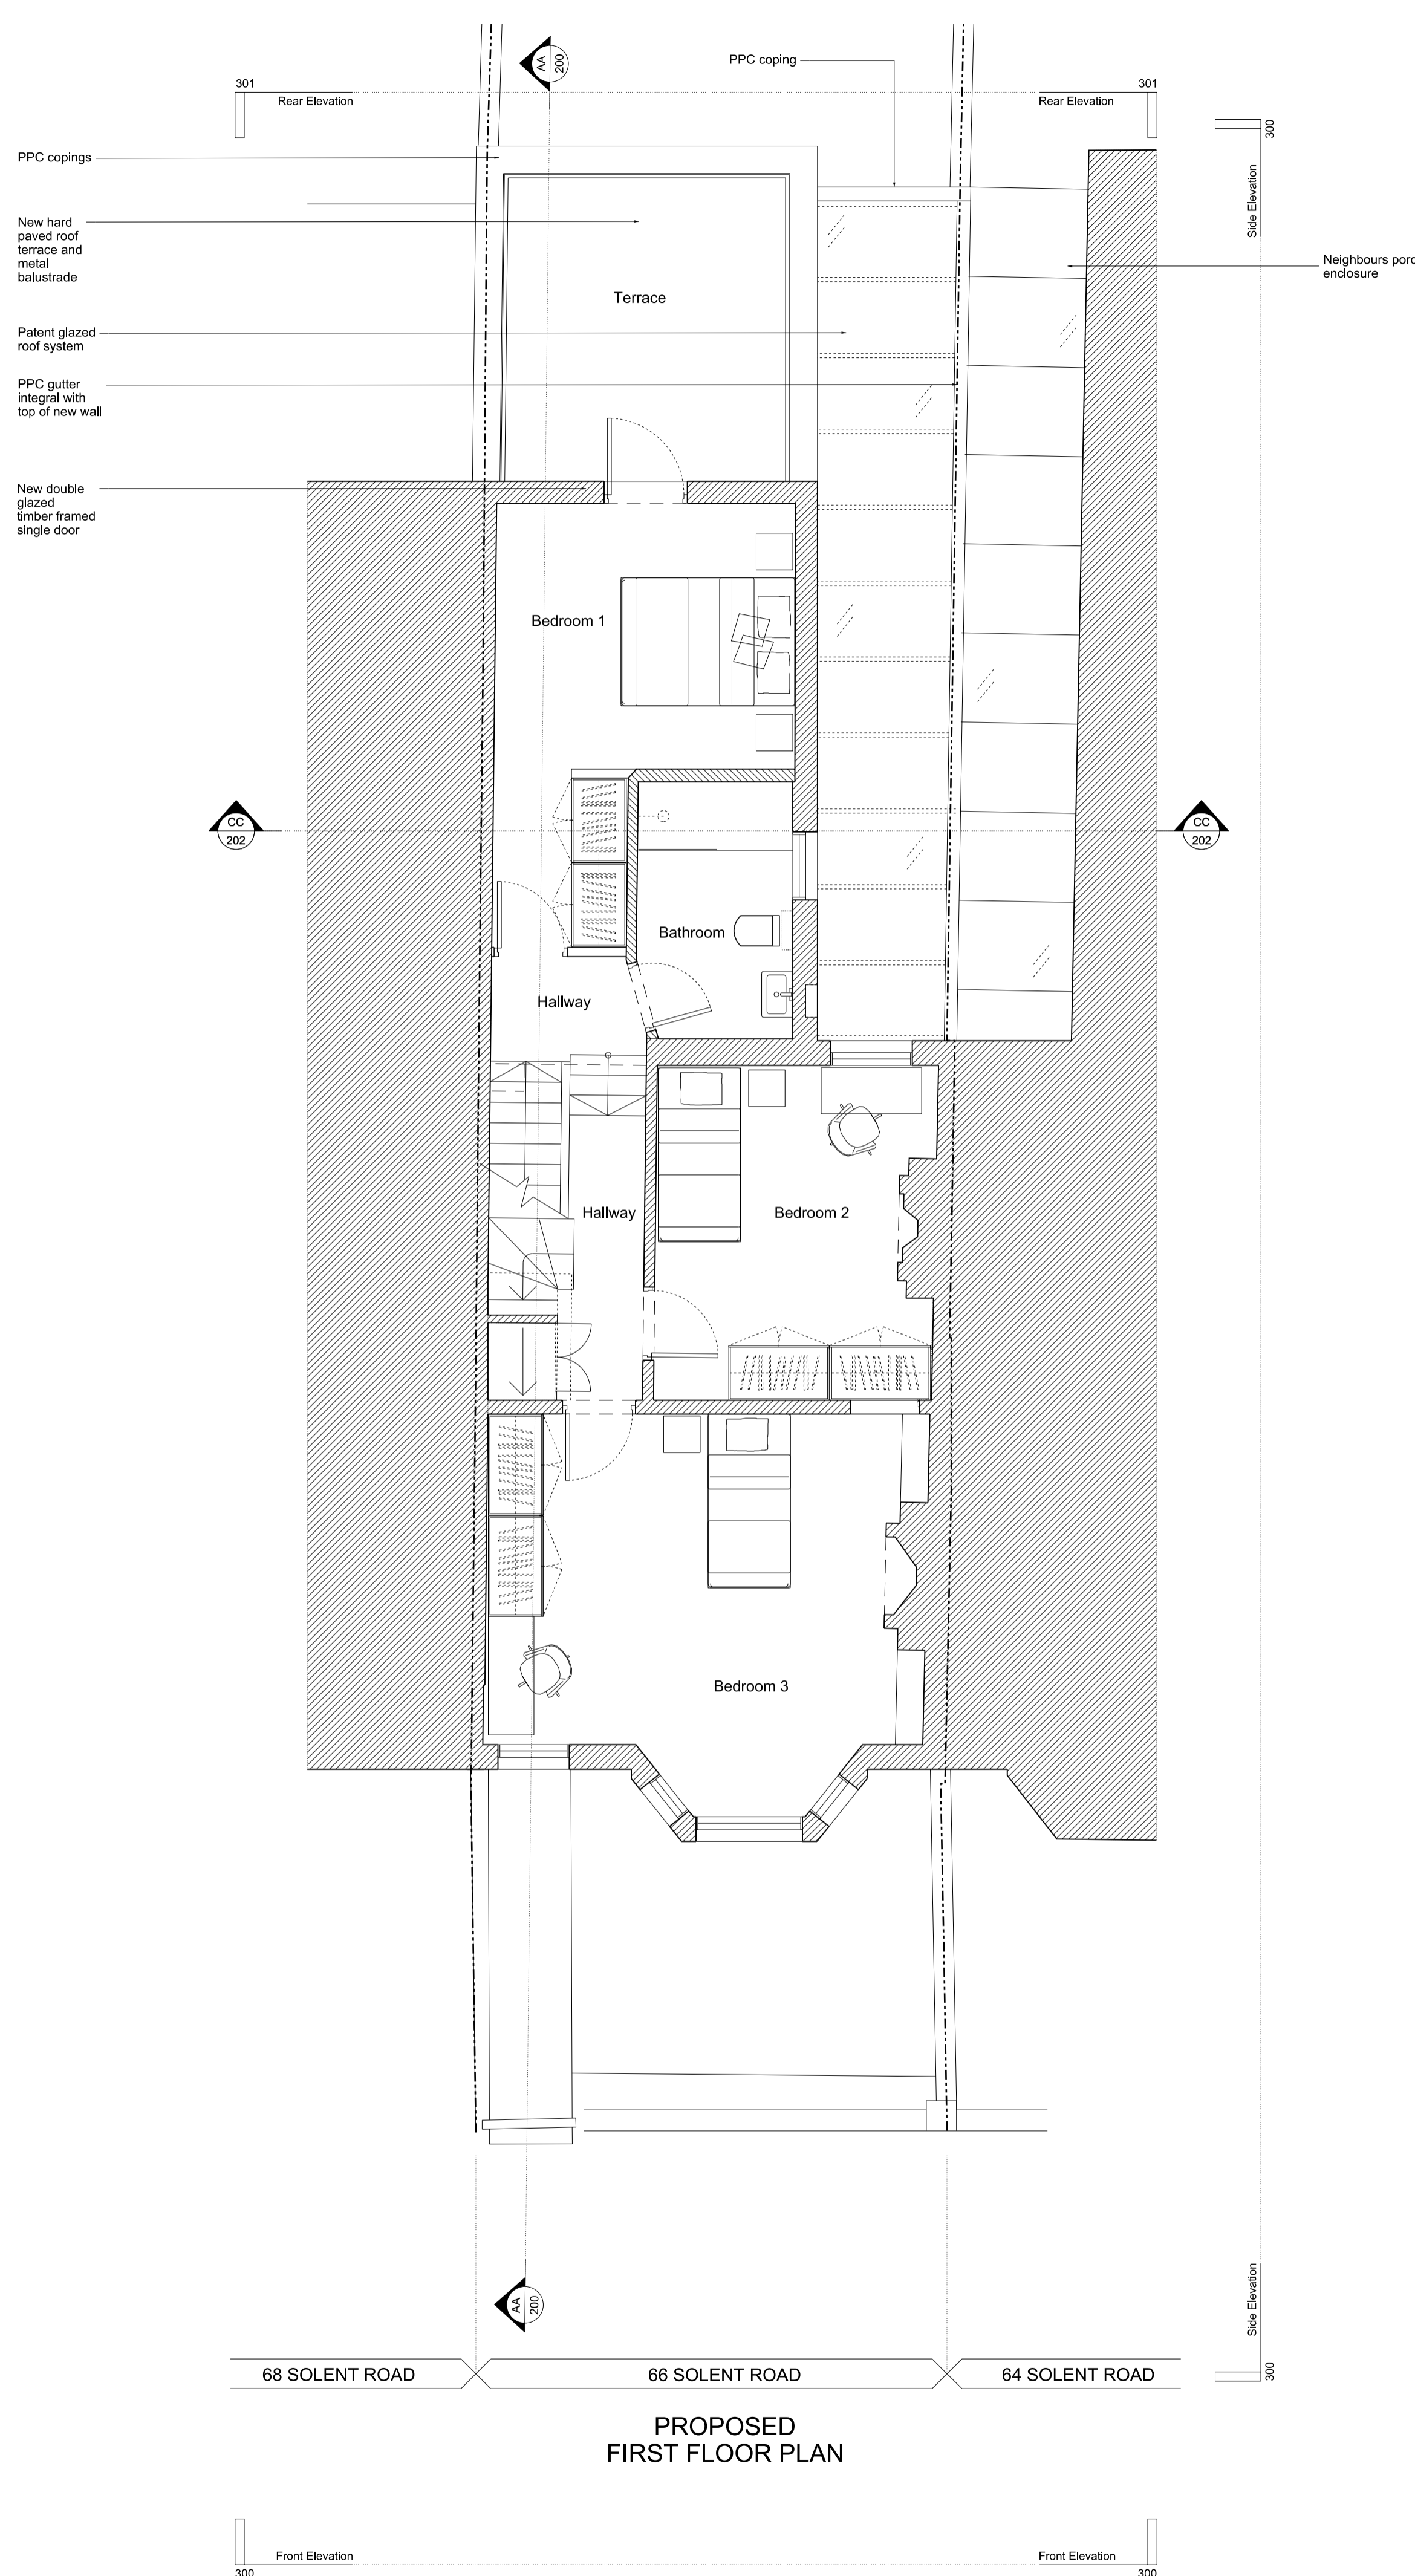 PPC coping
AA
200
301
301
Rear Elevation
Rear Elevation
300
Side Elevation
PPC copings
New hard
paved roof
terrace and
metal
balustrade
Neighbours porc
enclosure
Terrace
Patent glazed
roof system
PPC gutter
integral with
top of new wall
New double
glazed
timber framed
single door
Bedroom 1
CC
202
CC
202
Bathroom
Hallway
Hallway
Bedroom 2
Bedroom 3
AA
200
Side Elevation
300
68 SOLENT ROAD
66 SOLENT ROAD
64 SOLENT ROAD
PROPOSED
FIRST FLOOR PLAN
Front Elevation
Front Elevation
300
300